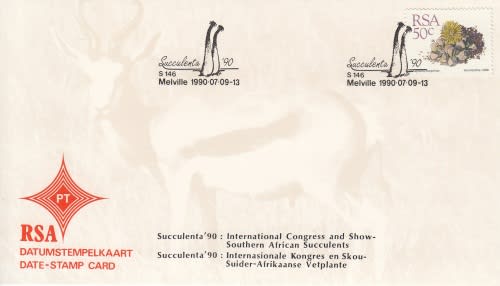 Succulenta '90
S 146
Melville 1990·07·09-13
Succulenta '90
S 146
Melville 1990·07·09-13
RSA
50c
PT
RSA
DATUMSTEMPELKAART
DATE-STAMP CARD
Succulenta'90 : International Congress and Show-
Southern African Succulents
Succulenta'90 : Internasionale Kongres en Skou-
Suider-Afrikaanse Vetplante